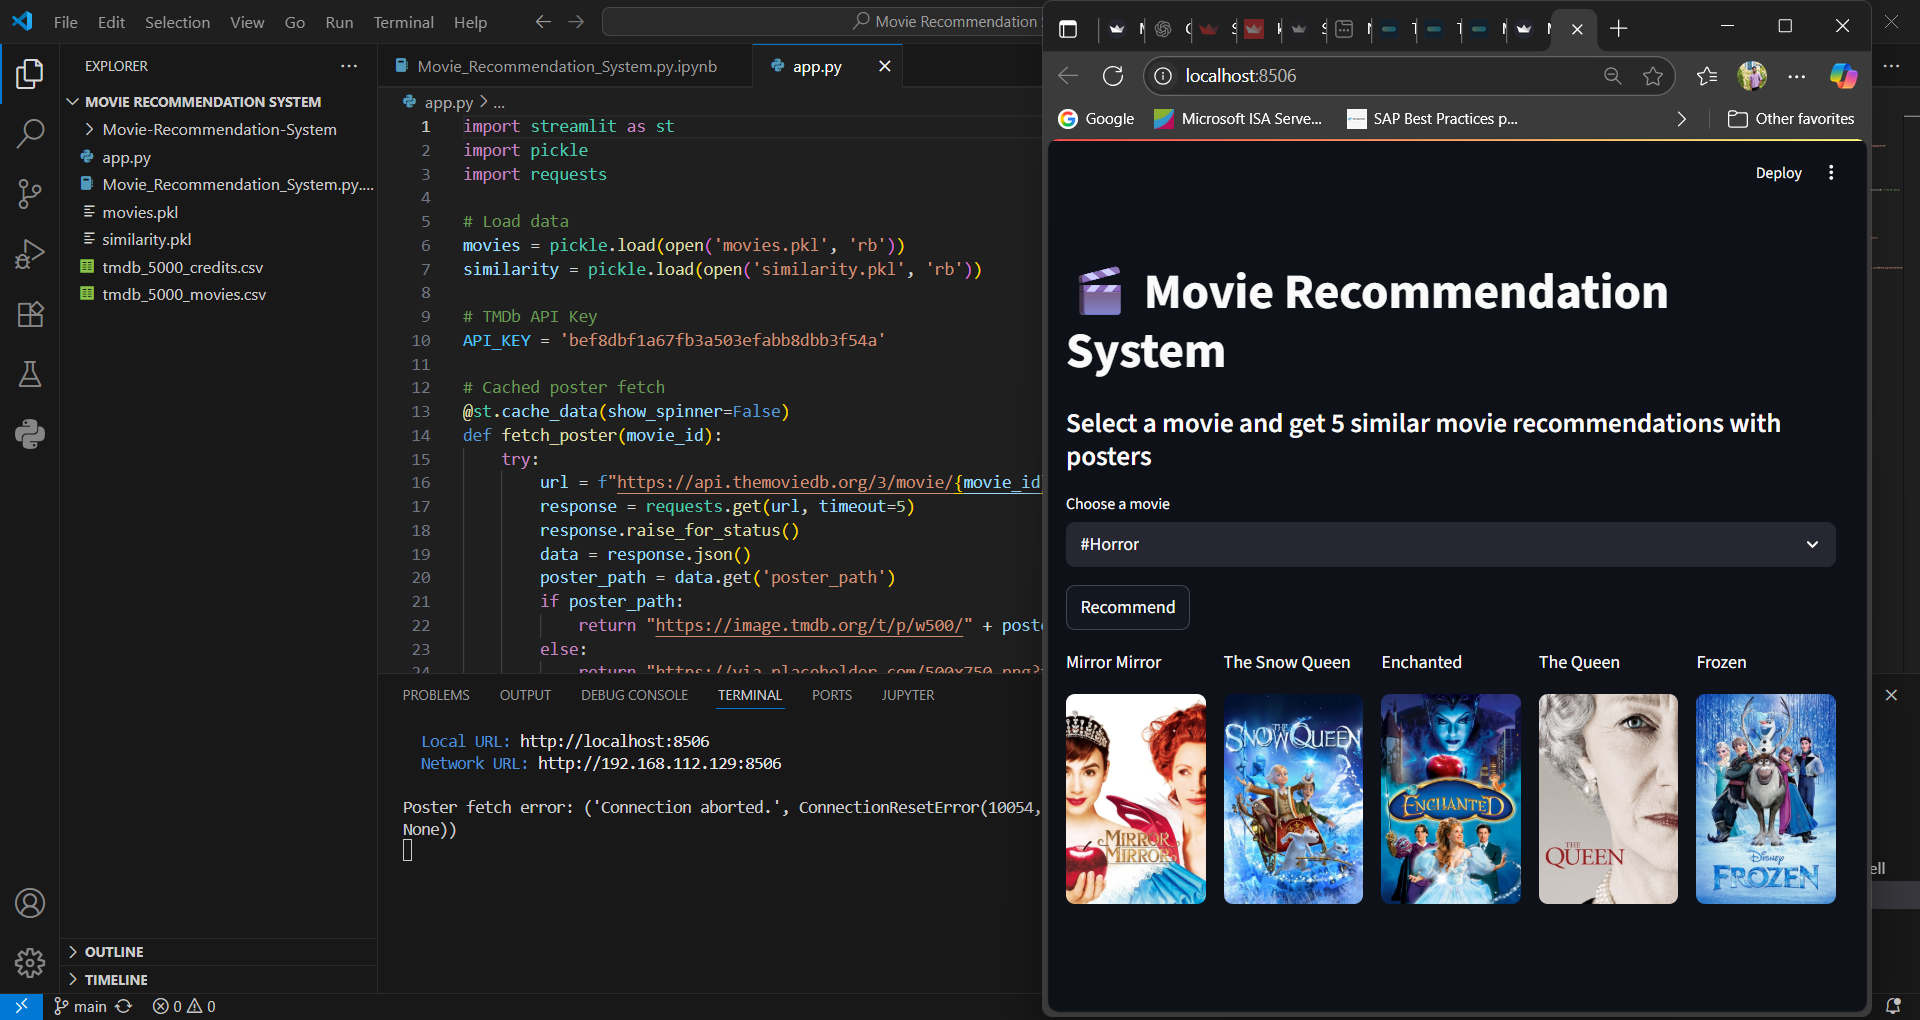 File Edit Selection View Go Run Terminal Help
Movie Recommendation
EXPLORER
MOVIE RECOMMENDATION SYSTEM
Movie-Recommendation-System
app.py
Movie_Recommendation_System.py....
movies.pkl
similarity.pkl
tmdb_5000_credits.csv
tmdb_5000_movies.csv
OUTLINE
TIMELINE
main 0 0
Movie_Recommendation_System.py.ipynb
app.py
app.py > ...
1 import streamlit as st
2 import pickle
3 import requests
4
5 # Load data
6 movies = pickle.load(open('movies.pkl', 'rb'))
7 similarity = pickle.load(open('similarity.pkl', 'rb'))
8
9 # TMDb API Key
10 API_KEY = 'bef8dbf1a67fb3a503efabb8dbb3f54a'
11
12 # Cached poster fetch
13 @st.cache_data(show_spinner=False)
14 def fetch_poster(movie_id):
15 try:
16 url = f"https://api.themoviedb.org/3/movie/{movie_id
17 response = requests.get(url, timeout=5)
18 response.raise_for_status()
19 data = response.json()
20 poster_path = data.get('poster_path')
21 if poster_path:
22 return "https://image.tmdb.org/t/p/w500/" + poste
23 else:
24 return "https://via.placeholder.com/500x750.png?
PROBLEMS OUTPUT DEBUG CONSOLE TERMINAL PORTS JUPYTER
Local URL: http://localhost:8506
Network URL: http://192.168.112.129:8506
Poster fetch error: ('Connection aborted.', ConnectionResetError(10054,
None))
ell
localhost:8506
Google Microsoft ISA Serve... SAP Best Practices p... Other favorites
Deploy
Movie Recommendation
System
Select a movie and get 5 similar movie recommendations with
posters
Choose a movie
#Horror
Recommend
Mirror Mirror The Snow Queen Enchanted The Queen Frozen
MIRROR
MIRROR
THE
SNOW QUEEN
ENCHANTED
THE
QUEEN
DISNEY
FROZEN